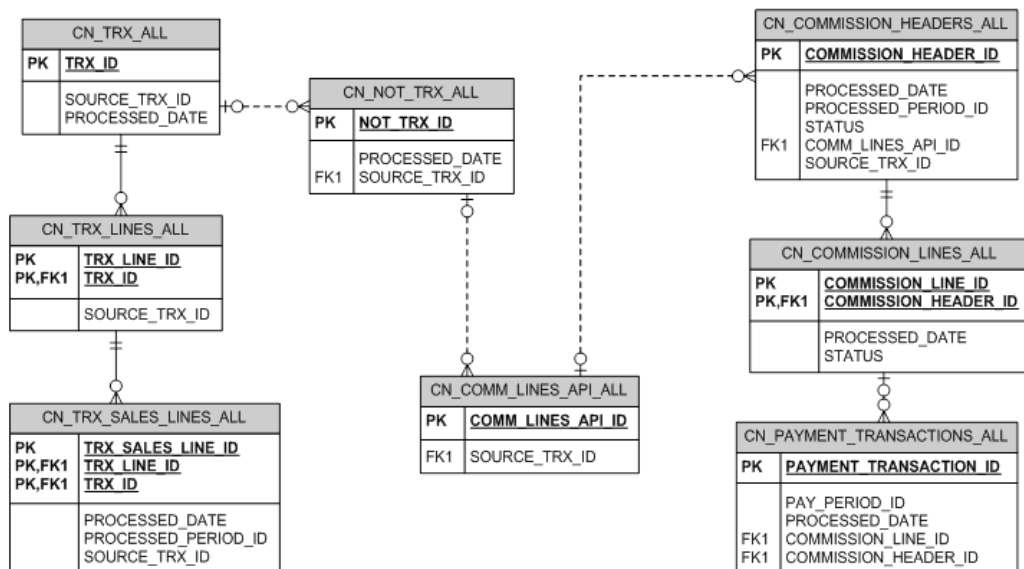 CN_TRX_ALL
PK TRX_ID
SOURCE_TRX_ID
PROCESSED_DATE
CN_NOT_TRX_ALL
PK NOT_TRX_ID
PROCESSED_DATE
FK1 SOURCE_TRX_ID
CN_COMMISSION_HEADERS_ALL
PK COMMISSION_HEADER_ID
PROCESSED_DATE
PROCESSED_PERIOD_ID
STATUS
FK1 COMM_LINES_API_ID
SOURCE_TRX_ID
CN_TRX_LINES_ALL
PK TRX_LINE_ID
PK,FK1 TRX_ID
SOURCE_TRX_ID
CN_COMMISSION_LINES_ALL
PK COMMISSION_LINE_ID
PK,FK1 COMMISSION_HEADER_ID
PROCESSED_DATE
STATUS
CN_TRX_SALES_LINES_ALL
PK TRX_SALES_LINE_ID
PK,FK1 TRX_LINE_ID
PK,FK1 TRX_ID
PROCESSED_DATE
PROCESSED_PERIOD_ID
SOURCE_TRX_ID
CN_COMM_LINES_API_ALL
PK COMM_LINES_API_ID
FK1 SOURCE_TRX_ID
CN_PAYMENT_TRANSACTIONS_ALL
PK PAYMENT_TRANSACTION_ID
PAY_PERIOD_ID
PROCESSED_DATE
FK1 COMMISSION_LINE_ID
FK1 COMMISSION_HEADER_ID